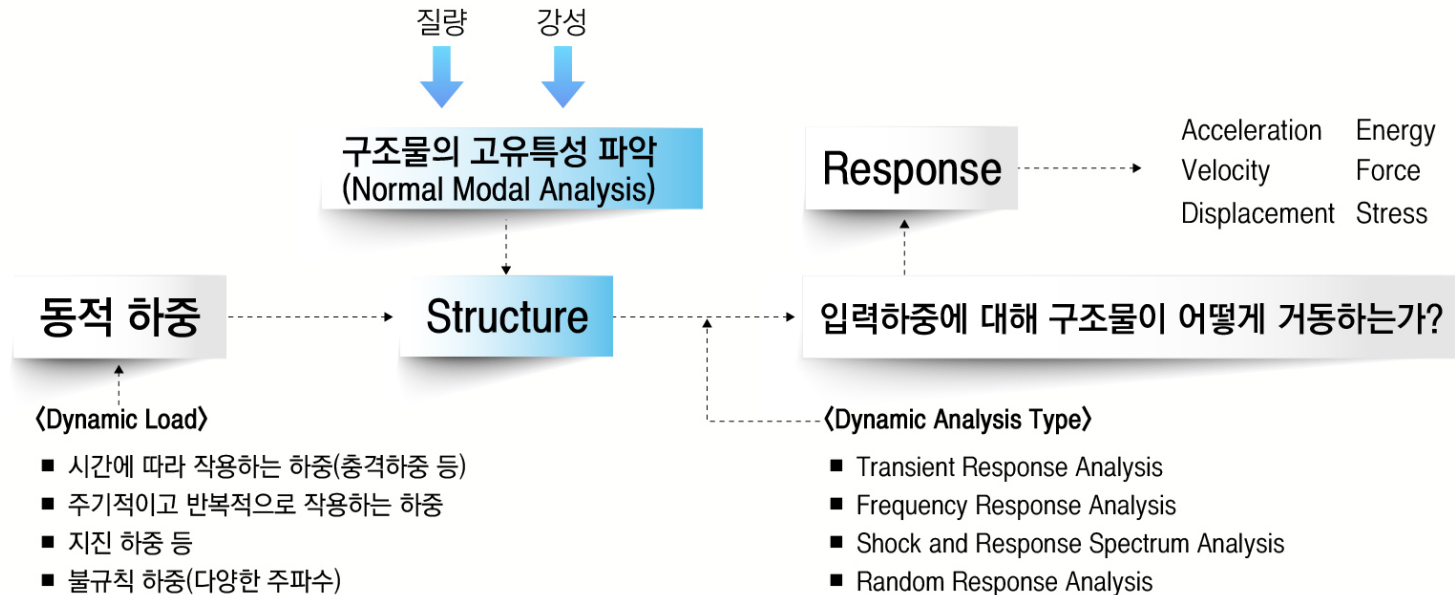 질량
강성
구조물의 고유특성 파악
(Normal Modal Analysis)
Response
Acceleration Energy
Velocity Force
Displacement Stress
동적 하중
Structure
입력하중에 대해 구조물이 어떻게 거동하는가?
〈Dynamic Load〉
■ 시간에 따라 작용하는 하중(충격하중 등)
■ 주기적이고 반복적으로 작용하는 하중
■ 지진 하중 등
■ 불규칙 하중(다양한 주파수)
〈Dynamic Analysis Type〉
■ Transient Response Analysis
■ Frequency Response Analysis
■ Shock and Response Spectrum Analysis
■ Random Response Analysis